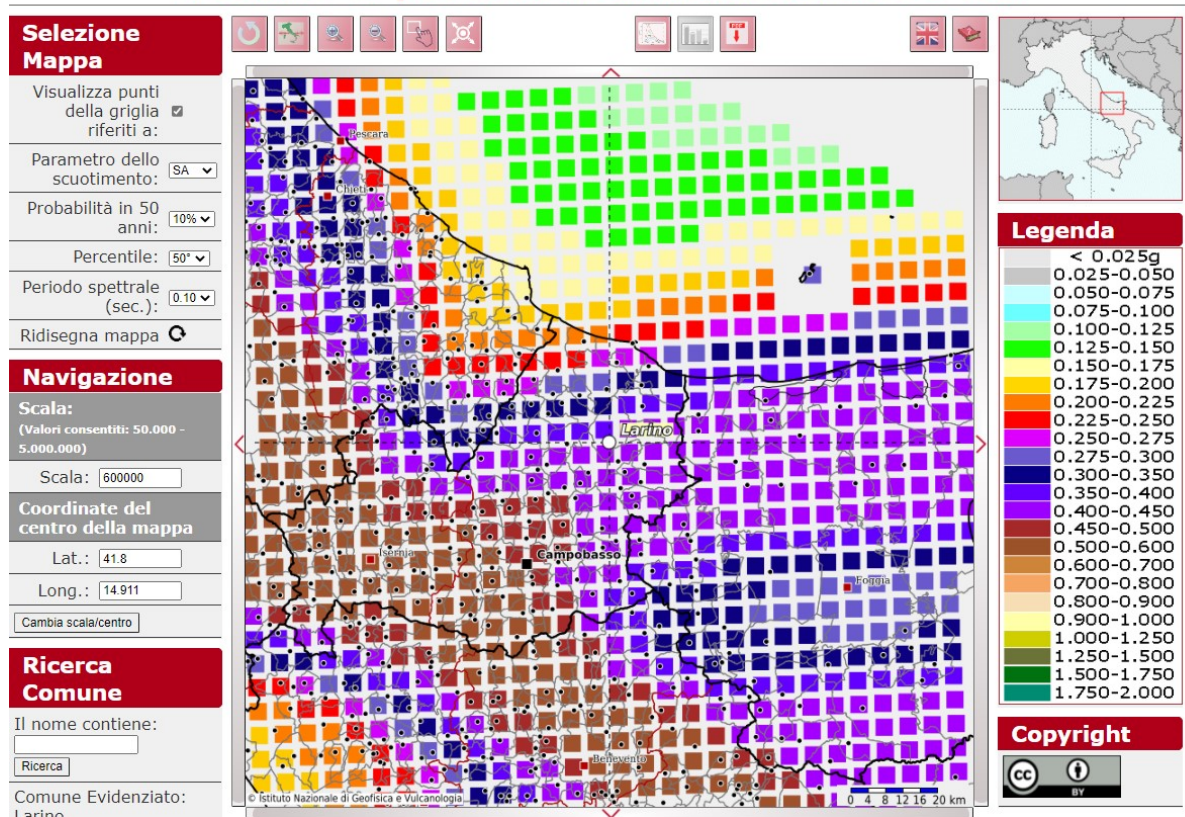 Selezione
Mappa
Visualizza punti
della griglia
riferiti a:
Parametro dello
scuotimento: SA
Probabilità in 50
anni: 10%
Percentile: 50°
Periodo spettrale
(sec.): 0.10
Ridisegna mappa
Navigazione
Scala:
(Valori consentiti: 50.000 -
5.000.000)
Scala: 600000
Coordinate del
centro della mappa
Lat.: 41.8
Long.: 14.911
Cambia scala/centro
Ricerca
Comune
Il nome contiene:
Ricerca
Comune Evidenziato:
Larino
PDF
Pescara
Chieti
Larino
Isernia
Campobasso
Foggia
Benevento
© Istituto Nazionale di Geofisica e Vulcanologia
0 4 8 12 16 20 km
Legenda
< 0.025g
0.025-0.050
0.050-0.075
0.075-0.100
0.100-0.125
0.125-0.150
0.150-0.175
0.175-0.200
0.200-0.225
0.225-0.250
0.250-0.275
0.275-0.300
0.300-0.350
0.350-0.400
0.400-0.450
0.450-0.500
0.500-0.600
0.600-0.700
0.700-0.800
0.800-0.900
0.900-1.000
1.000-1.250
1.250-1.500
1.500-1.750
1.750-2.000
Copyright
cc
BY